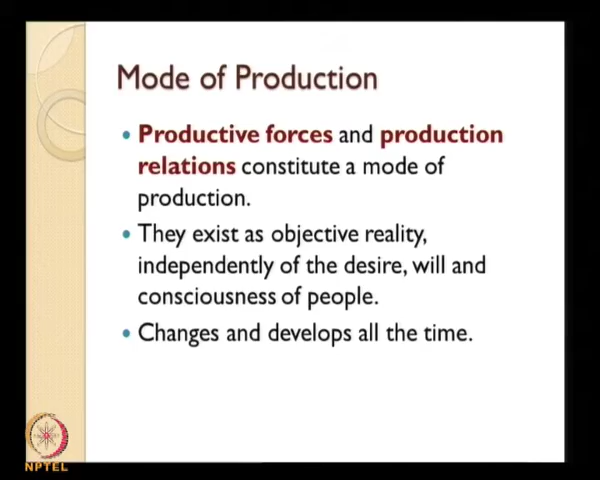 Mode of Production
• Productive forces and production
relations constitute a mode of
production.
• They exist as objective reality,
independently of the desire, will and
consciousness of people.
• Changes and develops all the time.
NPTEL